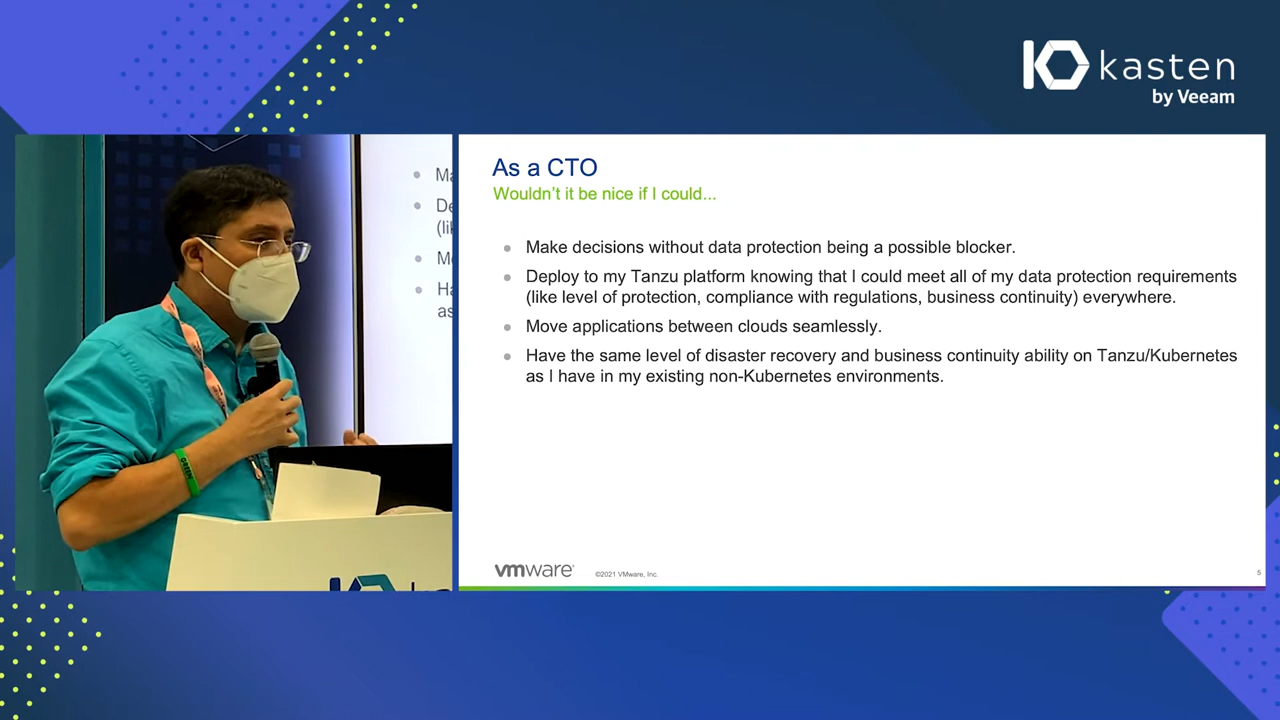 kasten
by Veeam
As a CTO
Wouldn't it be nice if I could...
Make decisions without data protection being a possible blocker.
Deploy to my Tanzu platform knowing that I could meet all of my data protection requirements
(like level of protection, compliance with regulations, business continuity) everywhere.
Move applications between clouds seamlessly.
Have the same level of disaster recovery and business continuity ability on Tanzu/Kubernetes
as I have in my existing non-Kubernetes environments.
vmware
©2021 VMware, Inc.
5
GREEN